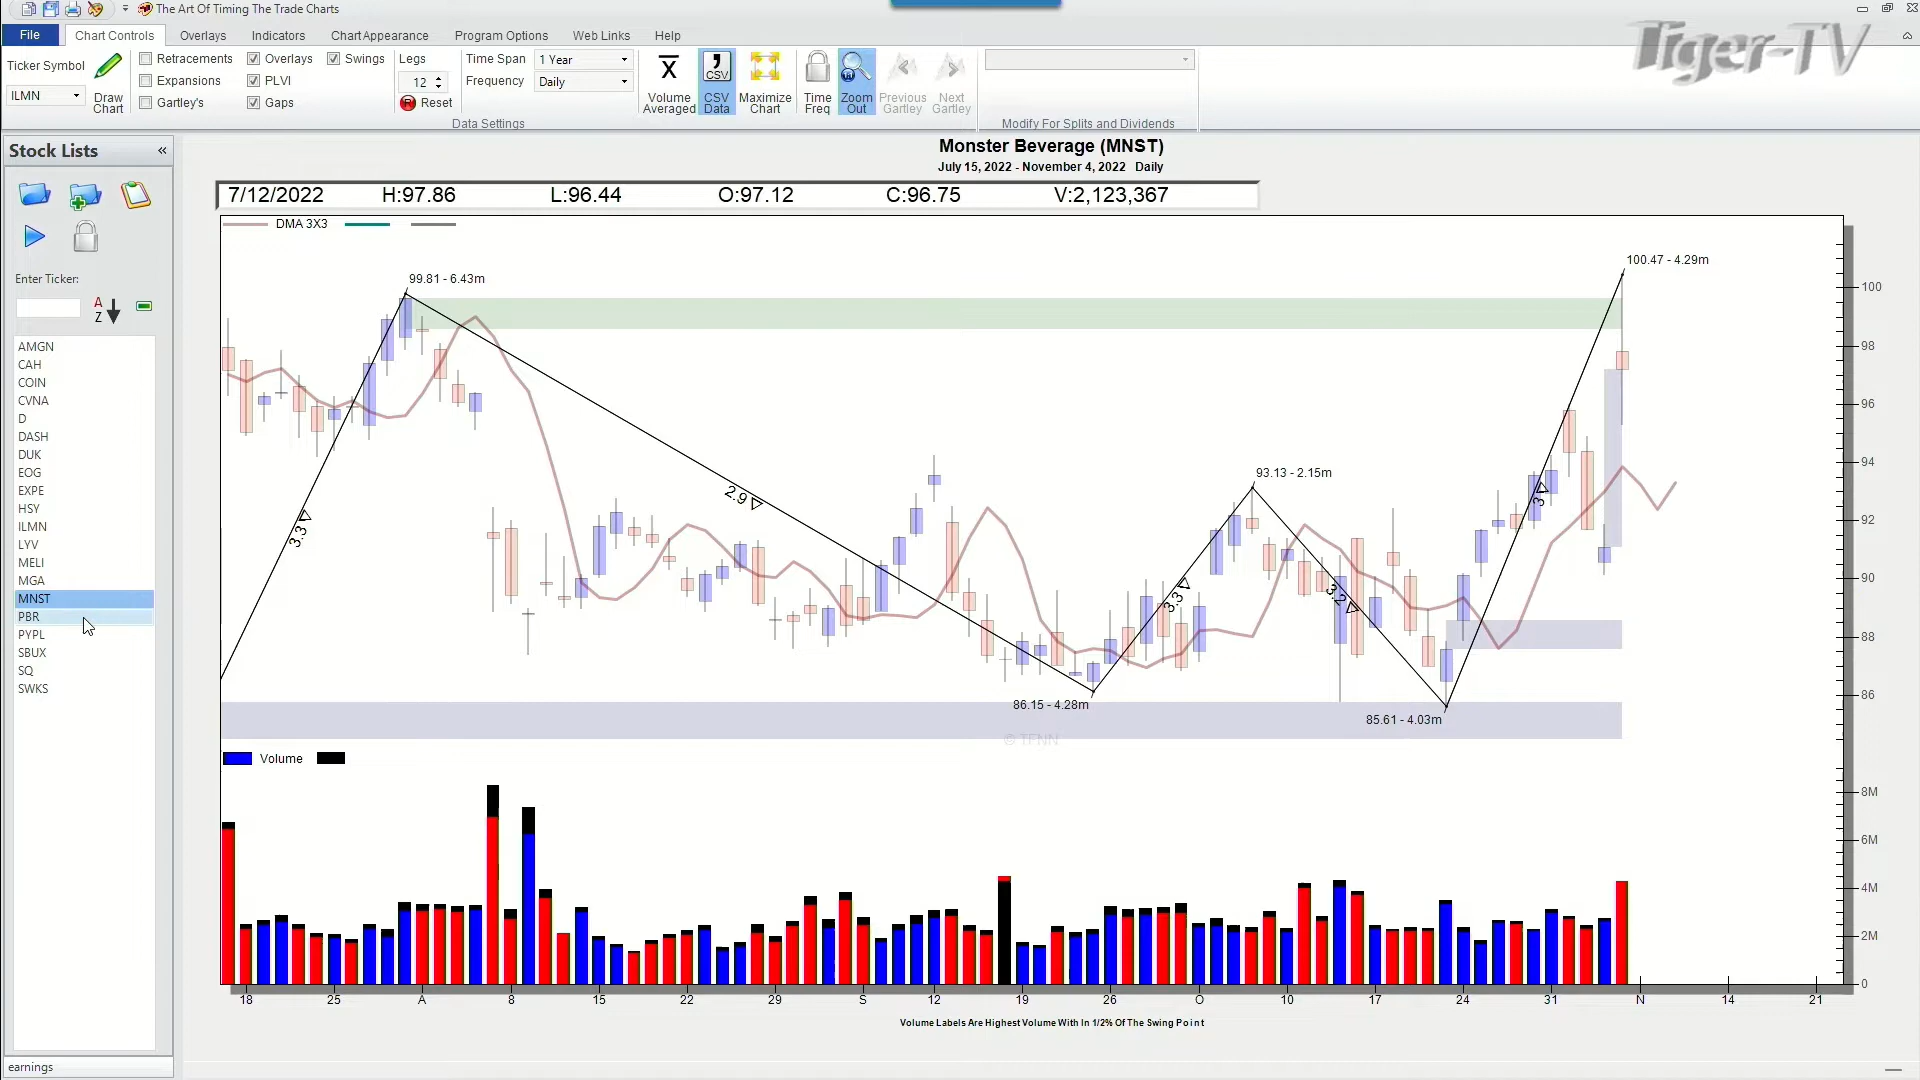 The Art Of Timing The Trade Charts
File Chart Controls Overlays Indicators Chart Appearance Program Options Web Links Help
Tiger-TV
Ticker Symbol
ILMN
Draw Chart
Retracements
Expansions
Gartley's
Overlays
PLVI
Gaps
Swings
Legs
12
Reset
Time Span 1 Year
Frequency Daily
Data Settings
Volume Averaged
CSV
CSV Data
Maximize Chart
Time Freq
Zoom Out
Previous Gartley
Next Gartley
Modify For Splits and Dividends
Stock Lists
Enter Ticker:
A
Z
AMGN
CAH
COIN
CVNA
D
DASH
DUK
EOG
EXPE
HSY
ILMN
LYV
MELI
MGA
MNST
PBR
PYPL
SBUX
SQ
SWKS
earnings
Monster Beverage (MNST)
July 15, 2022 - November 4, 2022 Daily
7/12/2022 H:97.86 L:96.44 O:97.12 C:96.75 V:2,123,367
DMA 3X3
99.81 - 6.43m
100.47 - 4.29m
93.13 - 2.15m
86.15 - 4.28m
85.61 - 4.03m
3.3
2.9
3.3
3.2
3
© TFNN
100
98
96
94
92
90
88
86
Volume
8M
6M
4M
2M
0
18 25 A 8 15 22 29 S 12 19 26 O 10 17 24 31 N 14 21
Volume Labels Are Highest Volume With In 1/2% Of The Swing Point